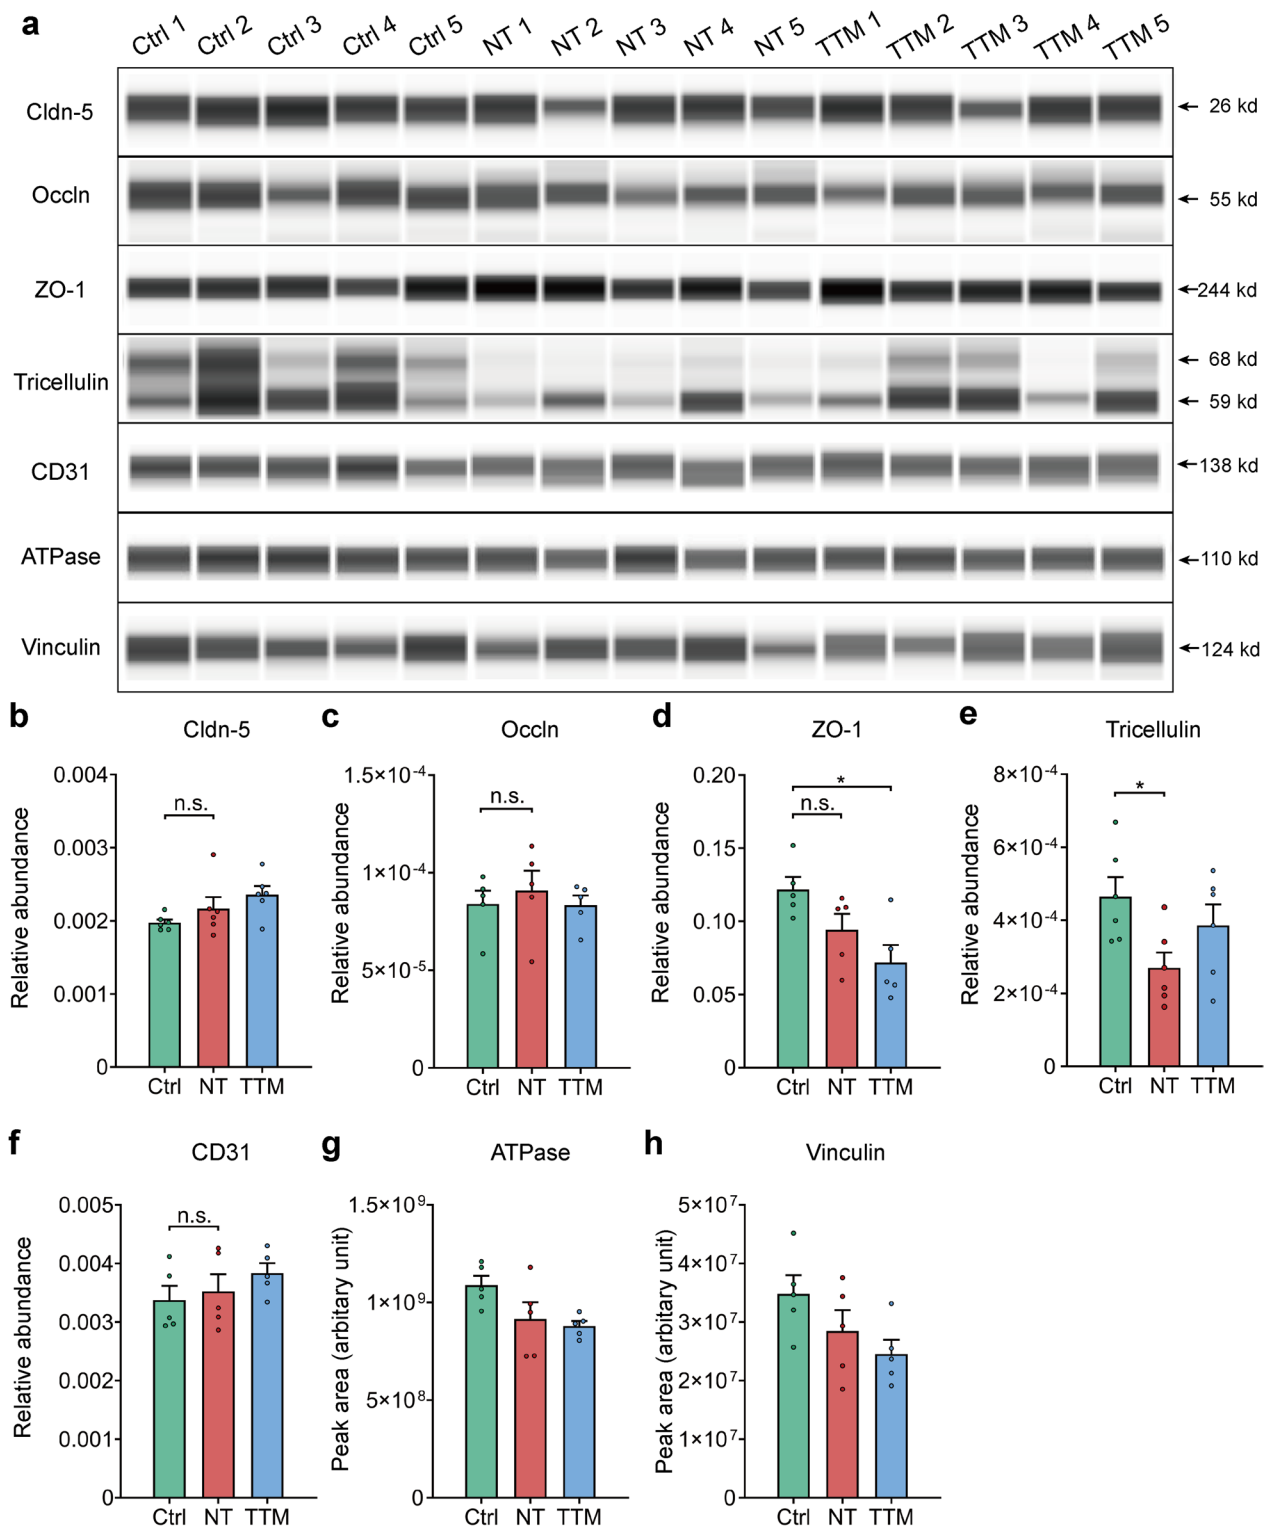 a
Ctrl 1 Ctrl 2 Ctrl 3 Ctrl 4 Ctrl 5 NT 1 NT 2 NT 3 NT 4 NT 5 TTM 1 TTM 2 TTM 3 TTM 4 TTM 5
Cldn-5 ← 26 kd
Occln ← 55 kd
ZO-1 ←244 kd
Tricellulin ← 68 kd
← 59 kd
CD31 ←138 kd
ATPase ←110 kd
Vinculin ←124 kd
b
Cldn-5
Relative abundance
0.004
0.003
0.002
0.001
0
n.s.
Ctrl NT TTM
c
Occln
Relative abundance
1.5×10⁻⁴
1×10⁻⁴
5×10⁻⁵
0
n.s.
Ctrl NT TTM
d
ZO-1
Relative abundance
0.20
0.15
0.10
0.05
0
*
n.s.
Ctrl NT TTM
e
Tricellulin
Relative abundance
8×10⁻⁴
6×10⁻⁴
4×10⁻⁴
2×10⁻⁴
0
*
Ctrl NT TTM
f
CD31
Relative abundance
0.005
0.004
0.003
0.002
0.001
0
n.s.
Ctrl NT TTM
g
ATPase
Peak area (arbitary unit)
1.5×10⁹
1×10⁹
5×10⁸
0
Ctrl NT TTM
h
Vinculin
Peak area (arbitary unit)
5×10⁷
4×10⁷
3×10⁷
2×10⁷
1×10⁷
0
Ctrl NT TTM